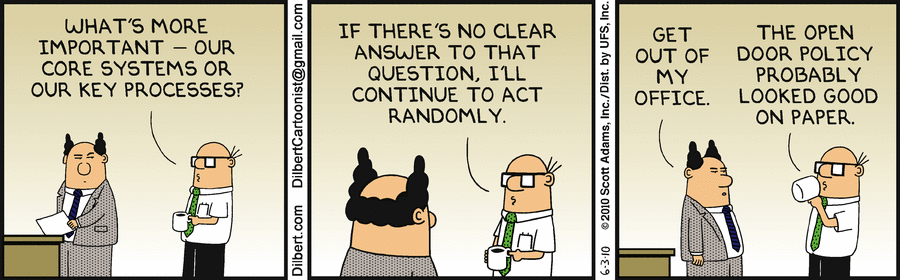 WHAT'S MORE
IMPORTANT – OUR
CORE SYSTEMS OR
OUR KEY PROCESSES?
Dilbert.com DilbertCartoonist@gmail.com
IF THERE'S NO CLEAR
ANSWER TO THAT
QUESTION, I'LL
CONTINUE TO ACT
RANDOMLY.
6-3-10 ©2010 Scott Adams, Inc./Dist. by UFS, Inc.
GET
OUT OF
MY
OFFICE.
THE OPEN
DOOR POLICY
PROBABLY
LOOKED GOOD
ON PAPER.